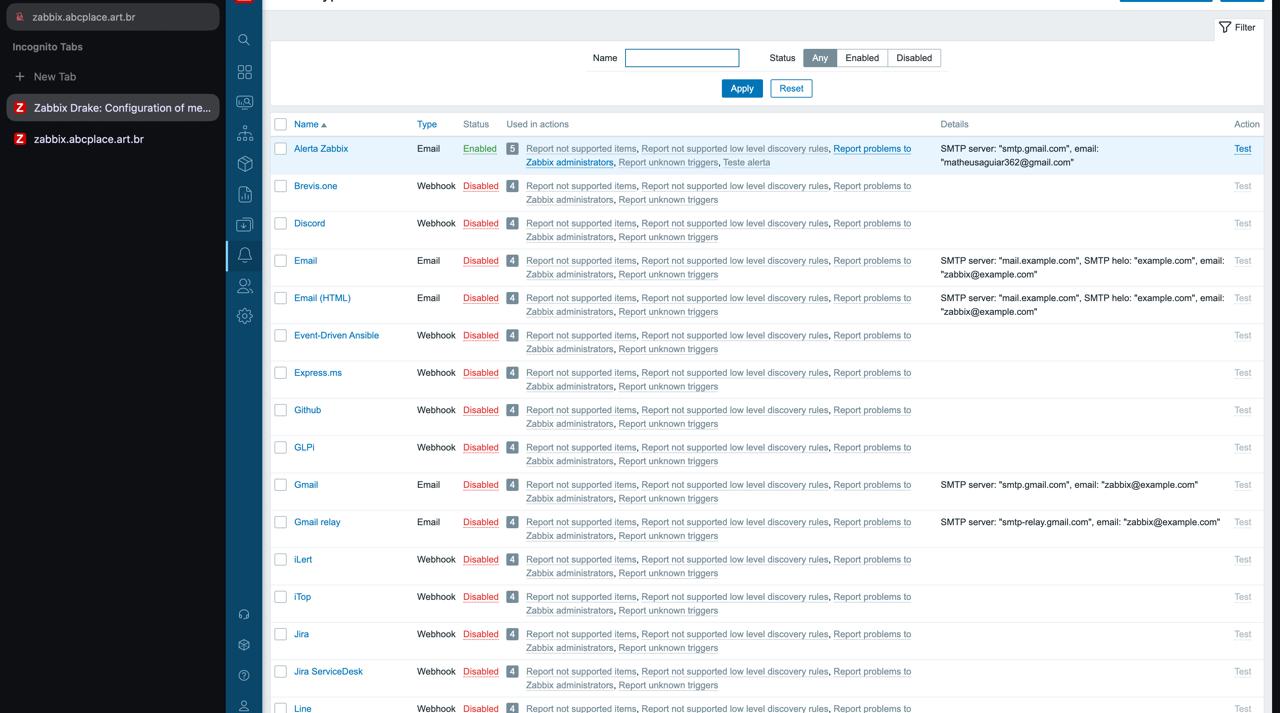 zabbix.abcplace.art.br
Incognito Tabs
New Tab
Zabbix Drake: Configuration of me...
zabbix.abcplace.art.br
Filter
Name Status Any Enabled Disabled
Apply Reset
Name Type Status Used in actions Details Action
Alerta Zabbix Email Enabled 5 Report not supported items, Report not supported low level discovery rules, Report problems to SMTP server: "smtp.gmail.com", email: Test
Zabbix administrators, Report unknown triggers, Teste alerta "matheusaguiar362@gmail.com"
Brevis.one Webhook Disabled 4 Report not supported items, Report not supported low level discovery rules, Report problems to Test
Zabbix administrators, Report unknown triggers
Discord Webhook Disabled 4 Report not supported items, Report not supported low level discovery rules, Report problems to Test
Zabbix administrators, Report unknown triggers
Email Email Disabled 4 Report not supported items, Report not supported low level discovery rules, Report problems to SMTP server: "mail.example.com", SMTP helo: "example.com", email: Test
Zabbix administrators, Report unknown triggers "zabbix@example.com"
Email (HTML) Email Disabled 4 Report not supported items, Report not supported low level discovery rules, Report problems to SMTP server: "mail.example.com", SMTP helo: "example.com", email: Test
Zabbix administrators, Report unknown triggers "zabbix@example.com"
Event-Driven Ansible Webhook Disabled 4 Report not supported items, Report not supported low level discovery rules, Report problems to Test
Zabbix administrators, Report unknown triggers
Express.ms Webhook Disabled 4 Report not supported items, Report not supported low level discovery rules, Report problems to Test
Zabbix administrators, Report unknown triggers
Github Webhook Disabled 4 Report not supported items, Report not supported low level discovery rules, Report problems to Test
Zabbix administrators, Report unknown triggers
GLPi Webhook Disabled 4 Report not supported items, Report not supported low level discovery rules, Report problems to Test
Zabbix administrators, Report unknown triggers
Gmail Email Disabled 4 Report not supported items, Report not supported low level discovery rules, Report problems to SMTP server: "smtp.gmail.com", email: "zabbix@example.com" Test
Zabbix administrators, Report unknown triggers
Gmail relay Email Disabled 4 Report not supported items, Report not supported low level discovery rules, Report problems to SMTP server: "smtp-relay.gmail.com", email: "zabbix@example.com" Test
Zabbix administrators, Report unknown triggers
iLert Webhook Disabled 4 Report not supported items, Report not supported low level discovery rules, Report problems to Test
Zabbix administrators, Report unknown triggers
iTop Webhook Disabled 4 Report not supported items, Report not supported low level discovery rules, Report problems to Test
Zabbix administrators, Report unknown triggers
Jira Webhook Disabled 4 Report not supported items, Report not supported low level discovery rules, Report problems to Test
Zabbix administrators, Report unknown triggers
Jira ServiceDesk Webhook Disabled 4 Report not supported items, Report not supported low level discovery rules, Report problems to Test
Zabbix administrators, Report unknown triggers
Line Webhook Disabled 4 Report not supported items, Report not supported low level discovery rules, Report problems to Test